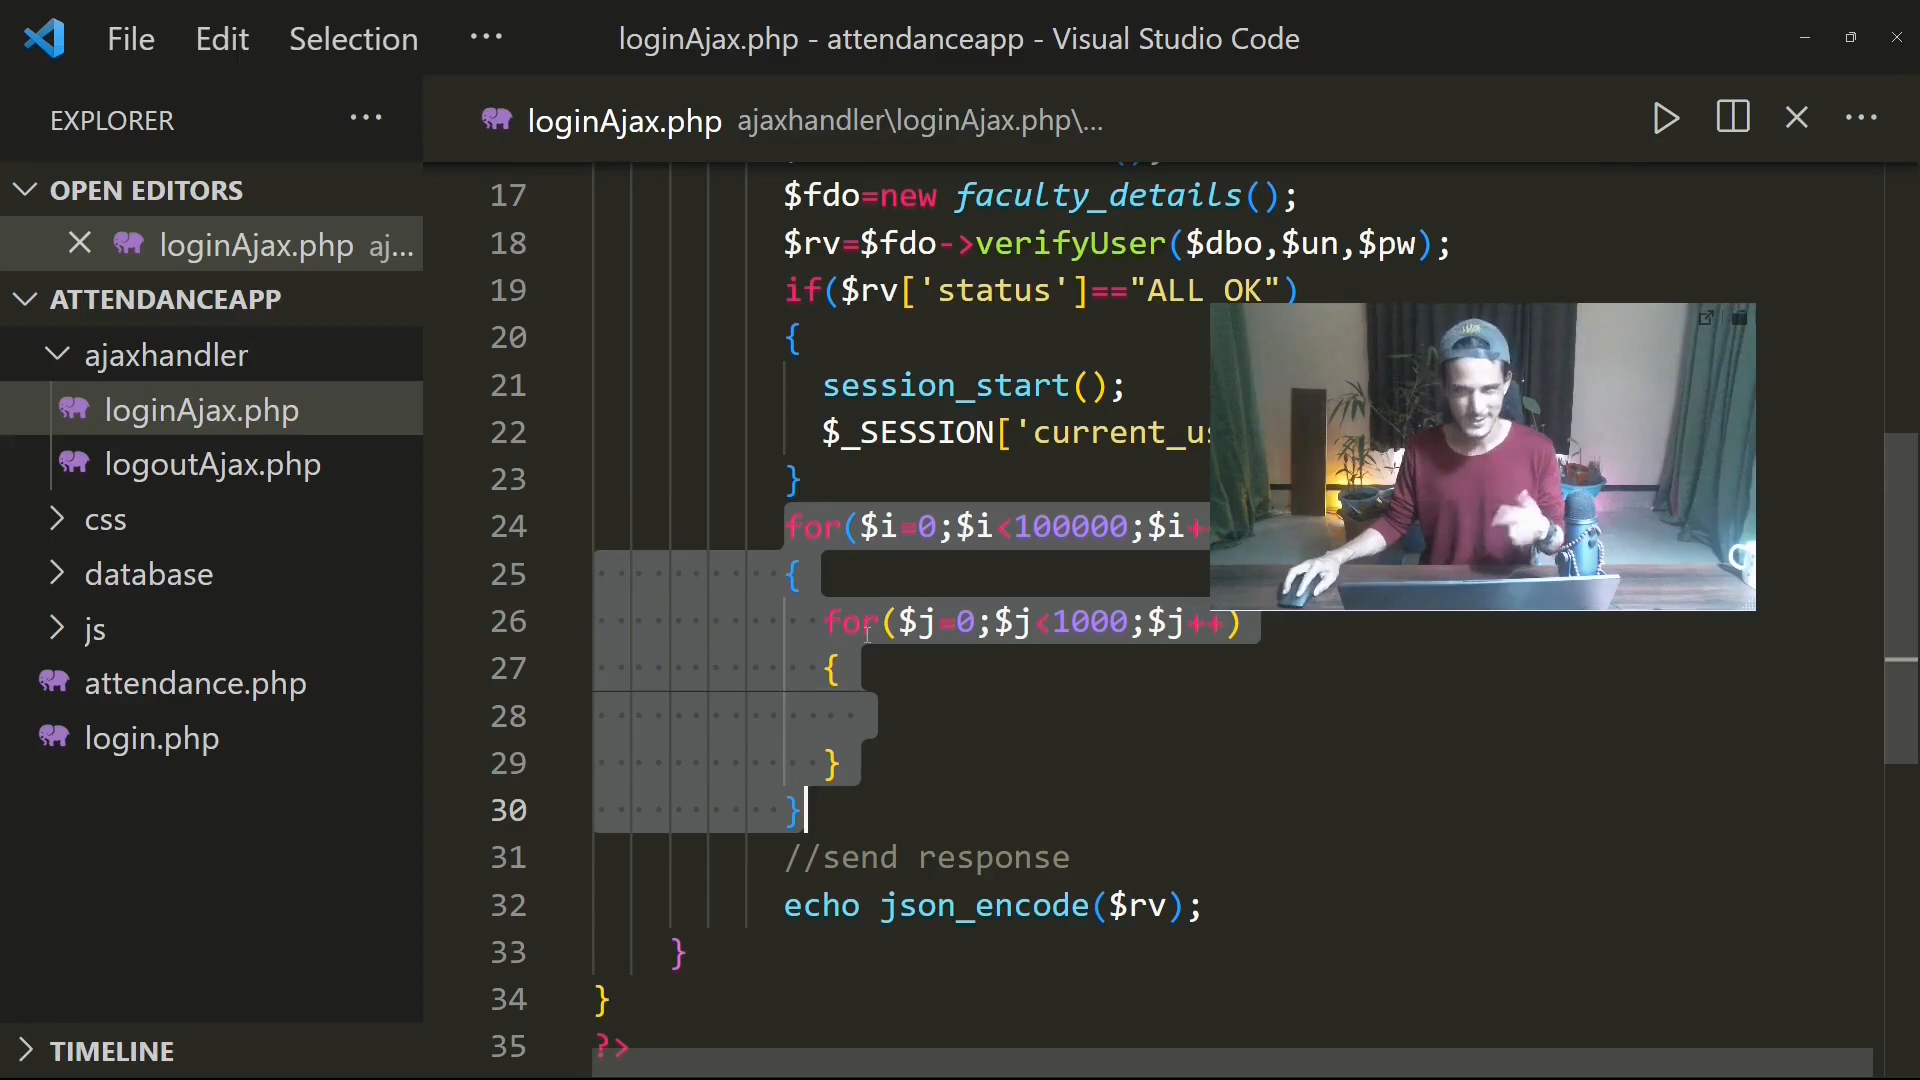 File Edit Selection ··· loginAjax.php - attendanceapp - Visual Studio Code
EXPLORER ···
loginAjax.php ajaxhandler\loginAjax.php\...
OPEN EDITORS
loginAjax.php aj...
ATTENDANCEAPP
ajaxhandler
loginAjax.php
logoutAjax.php
css
database
js
attendance.php
login.php
TIMELINE
17 $fdo=new faculty_details();
18 $rv=$fdo->verifyUser($dbo,$un,$pw);
19 if($rv['status']=="ALL OK")
20 {
21 session_start();
22 $_SESSION['current_us
23 }
24 for($i=0;$i<100000;$i+
25 {
26 for($j=0;$j<1000;$j++)
27 {
28
29 }
30 }
31 //send response
32 echo json_encode($rv);
33 }
34 }
35 ?>